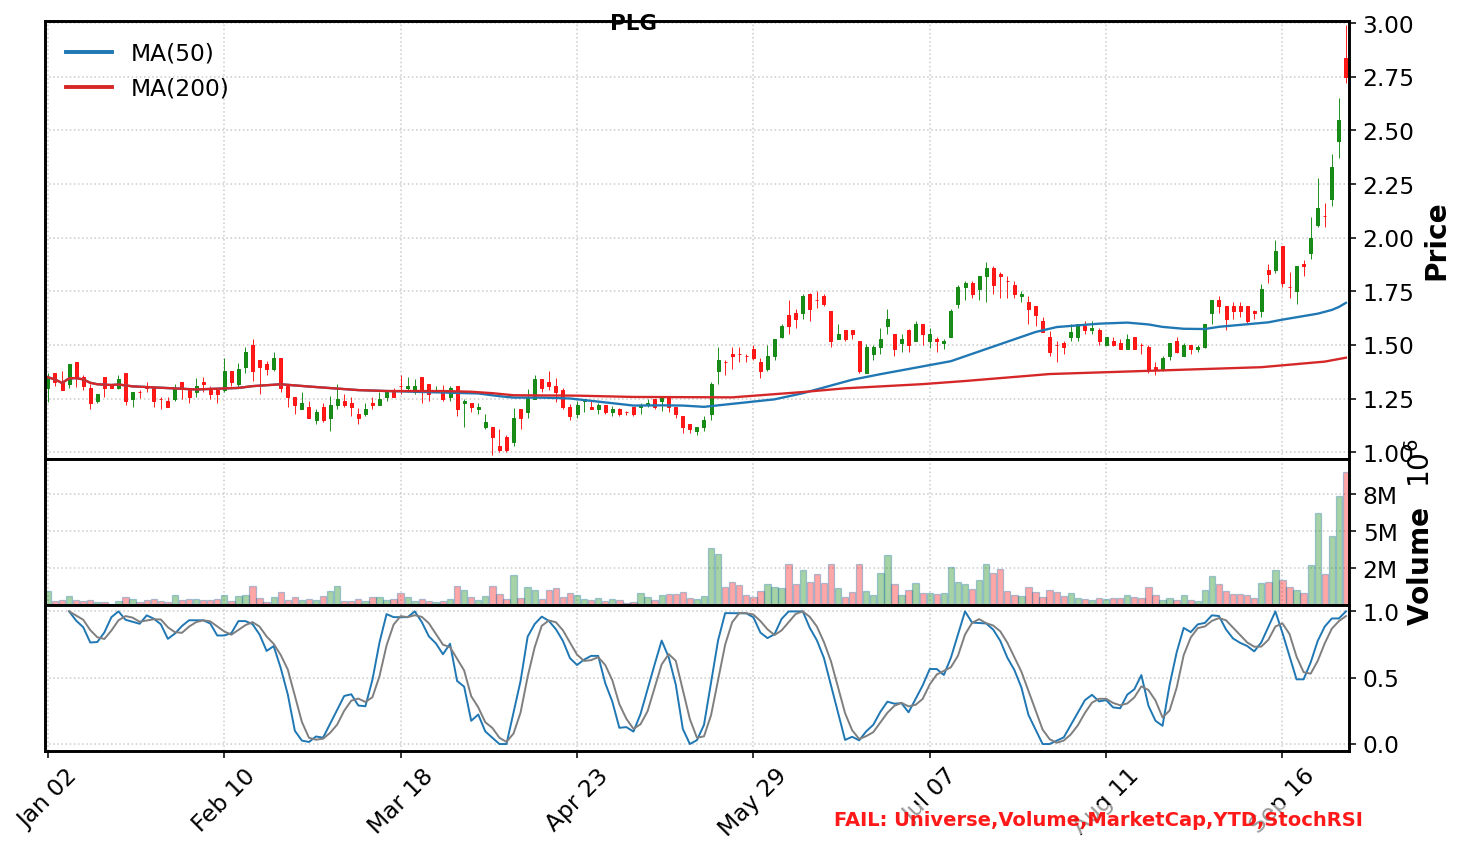 PLG
MA(50)
MA(200)
3.00
2.75
2.50
2.25
2.00
1.75
1.50
1.25
1.00
Price
10⁶
8M
5M
2M
Volume
1.0
0.5
0.0
Jan 02
Feb 10
Mar 18
Apr 23
May 29
Jul 07
Aug 11
Sep 16
FAIL: Universe,Volume,MarketCap,YTD,StochRSI